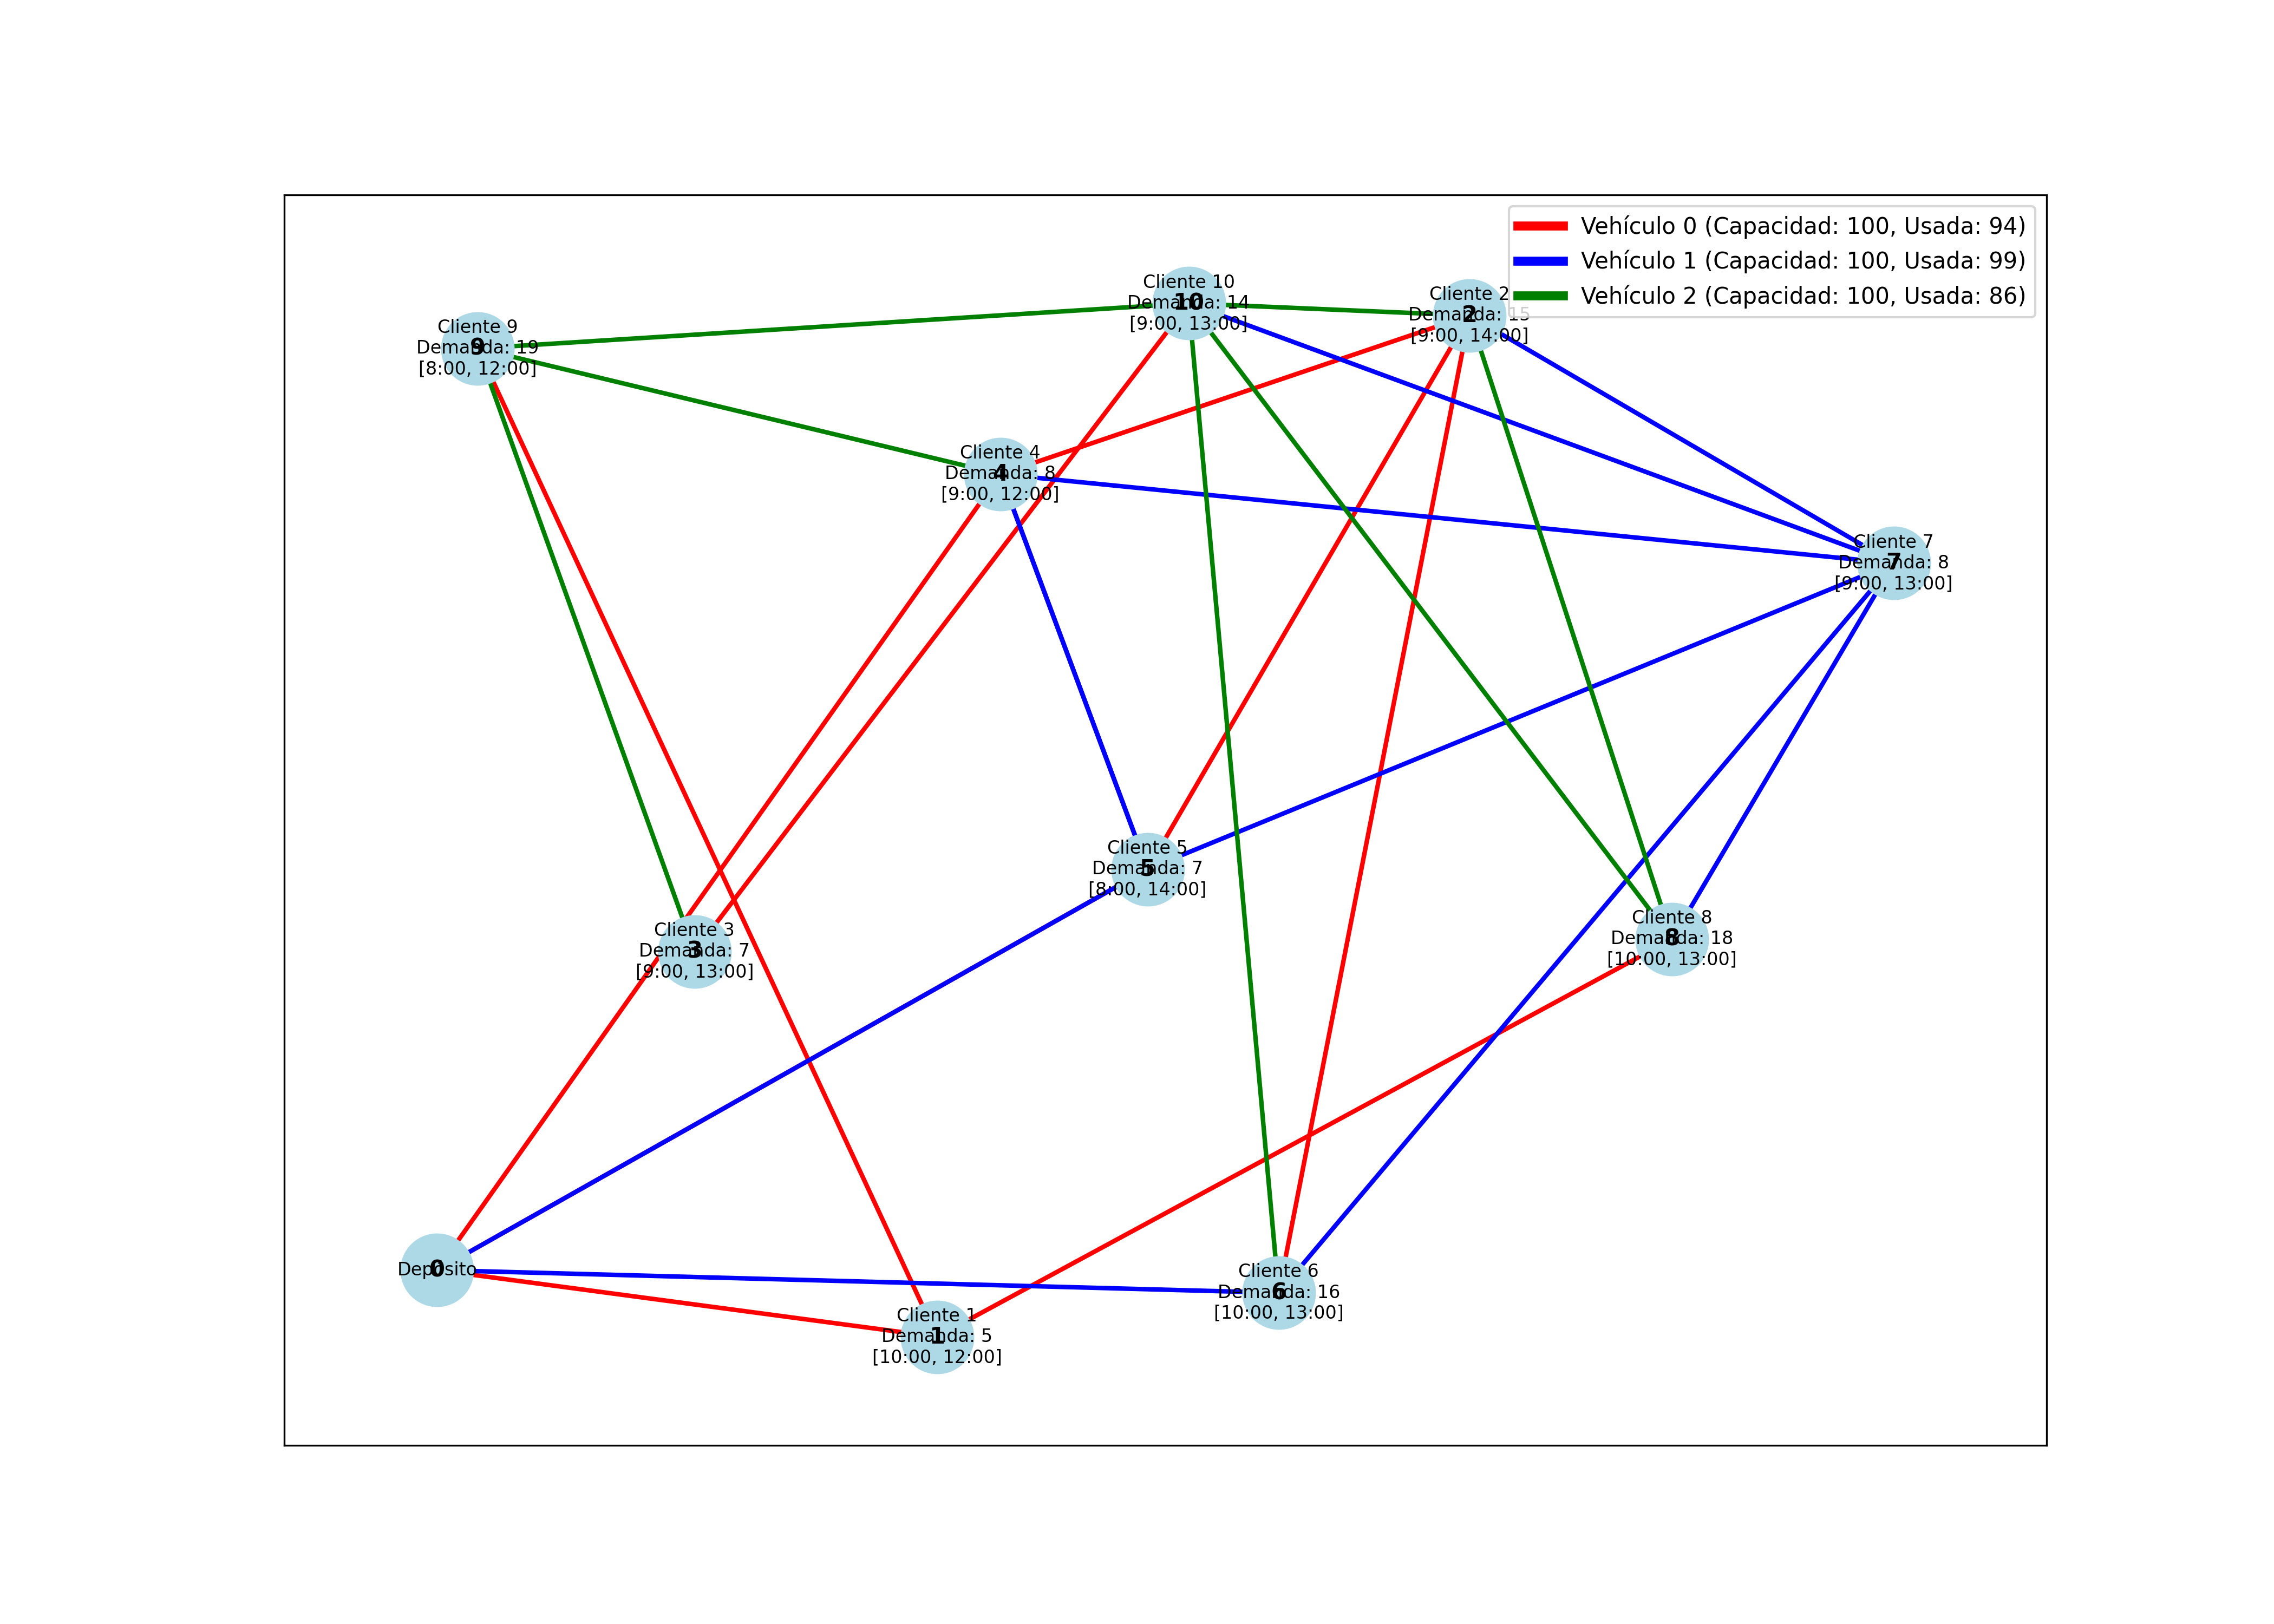 Vehículo 0 (Capacidad: 100, Usada: 94)
Vehículo 1 (Capacidad: 100, Usada: 99)
Vehículo 2 (Capacidad: 100, Usada: 86)
Cliente 10
Demanda: 14
10
[9:00, 13:00]
Cliente 2
Demanda: 15
2
[9:00, 14:00]
Cliente 9
Demanda: 19
9
[8:00, 12:00]
Cliente 4
Demanda: 8
4
[9:00, 12:00]
Cliente 7
Demanda: 8
7
[9:00, 13:00]
Cliente 5
Demanda: 7
5
[8:00, 14:00]
Cliente 3
Demanda: 7
3
[9:00, 13:00]
Cliente 8
Demanda: 18
8
[10:00, 13:00]
Depósito
0
Cliente 6
Demanda: 16
6
[10:00, 13:00]
Cliente 1
Demanda: 5
1
[10:00, 12:00]